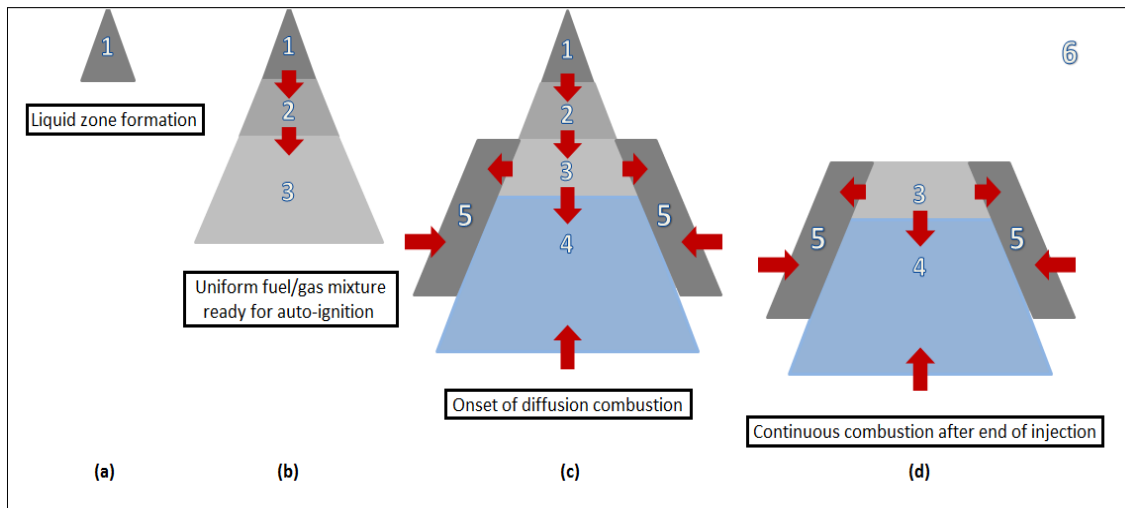 1
Liquid zone formation
(a)
1
2
3
Uniform fuel/gas mixture
ready for auto-ignition
(b)
1
2
3
5
5
4
Onset of diffusion combustion
(c)
6
3
5
5
4
Continuous combustion after end of injection
(d)